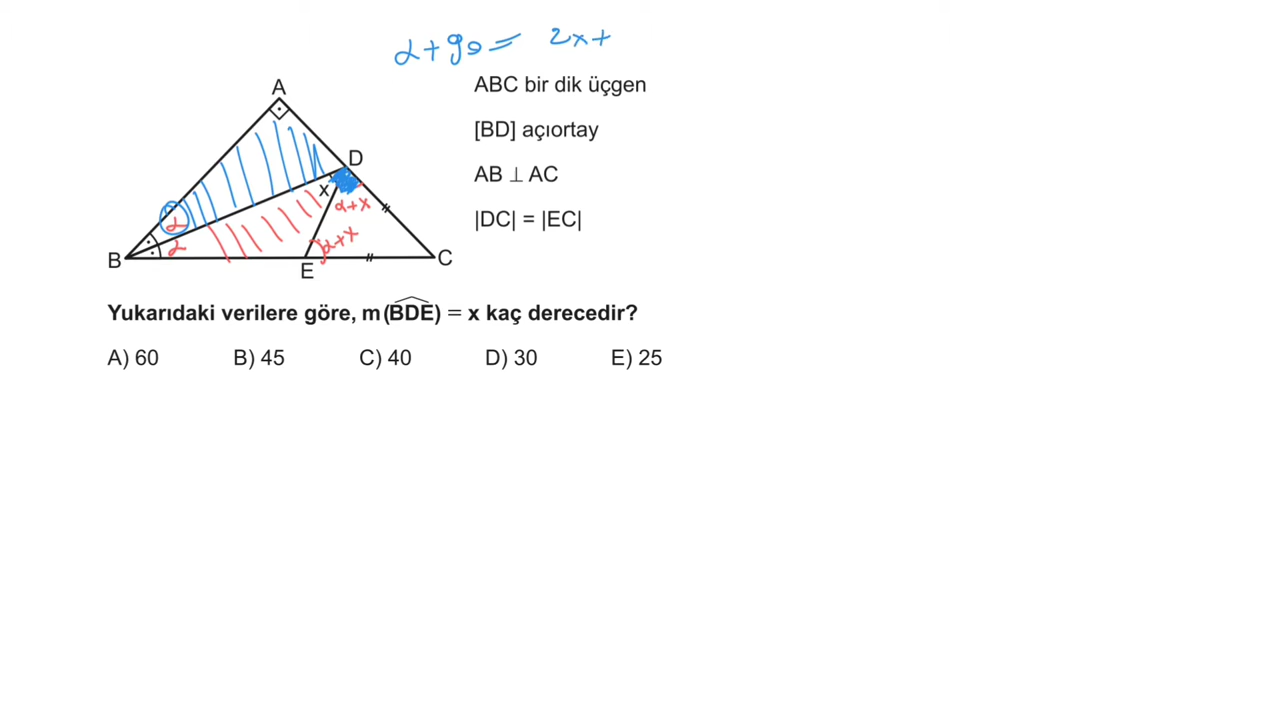 α+90= 2x+
ABC bir dik üçgen
[BD] açıortay
AB ⊥ AC
|DC| = |EC|
A
D
x
α+x
α
α
α+x
B
E
C
Yukarıdaki verilere göre, m(BDE) = x kaç derecedir?
A) 60 B) 45 C) 40 D) 30 E) 25